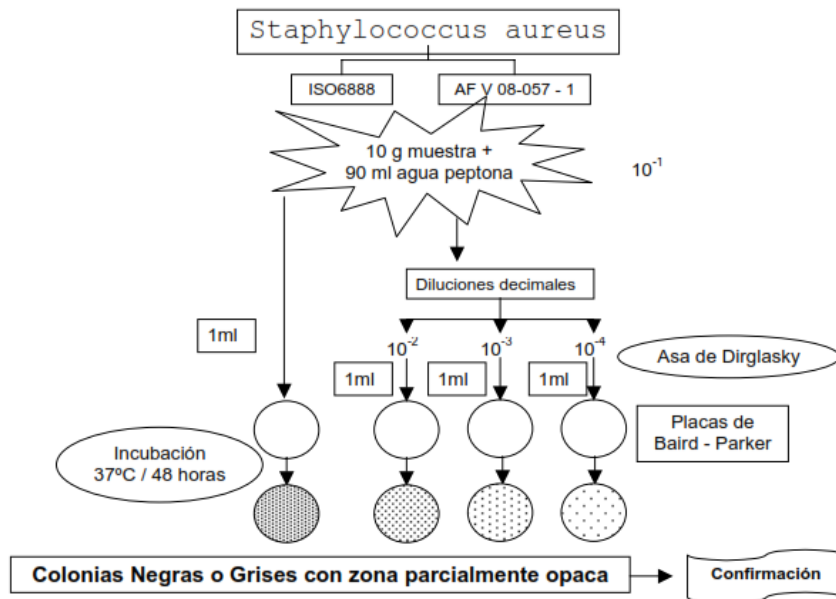 Staphylococcus aureus
ISO6888
AF V 08-057 - 1
10 g muestra +
90 ml agua peptona
10-1
Diluciones decimales
1ml
10-2
10-3
10-4
Asa de Dirglasky
1ml
1ml
1ml
Placas de
Baird - Parker
Incubación
37ºC / 48 horas
Colonias Negras o Grises con zona parcialmente opaca
Confirmación